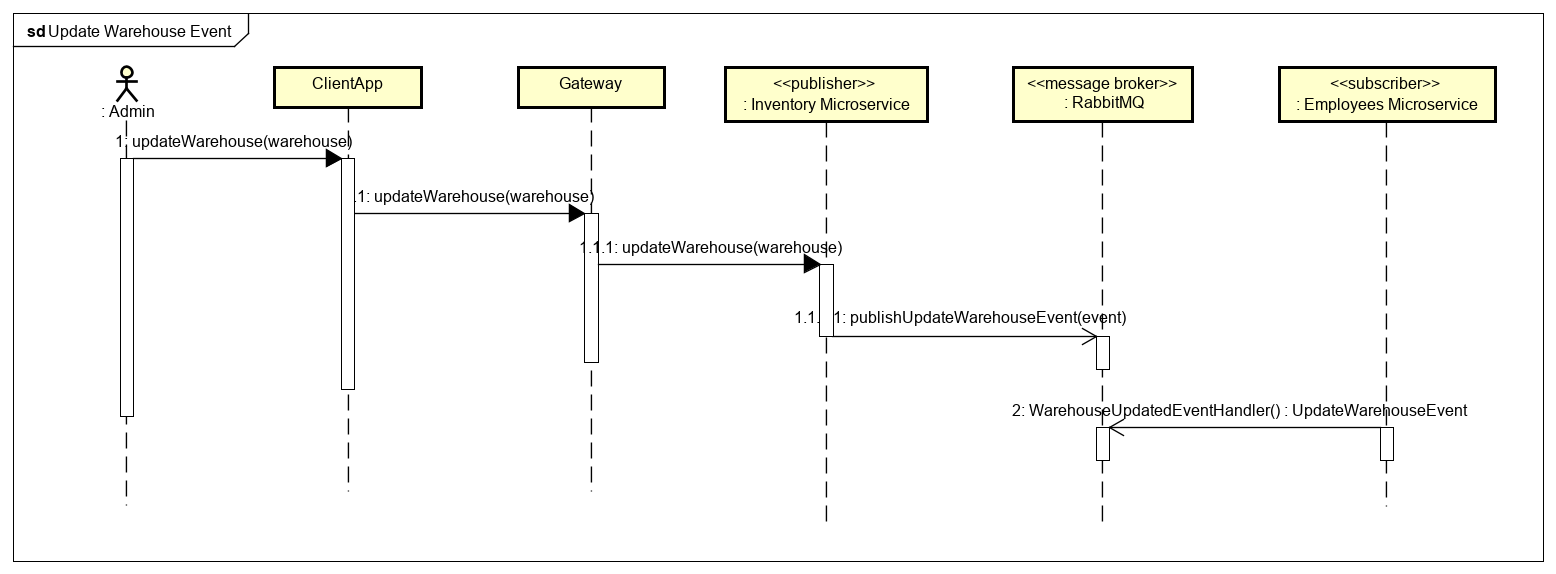 sd Update Warehouse Event
: Admin
ClientApp
Gateway
<<publisher>>
: Inventory Microservice
<<message broker>>
: RabbitMQ
<<subscriber>>
: Employees Microservice
1: updateWarehouse(warehouse)
.1: updateWarehouse(warehouse)
1.1.1: updateWarehouse(warehouse)
1.1. 1: publishUpdateWarehouseEvent(event)
2: WarehouseUpdatedEventHandler() : UpdateWarehouseEvent